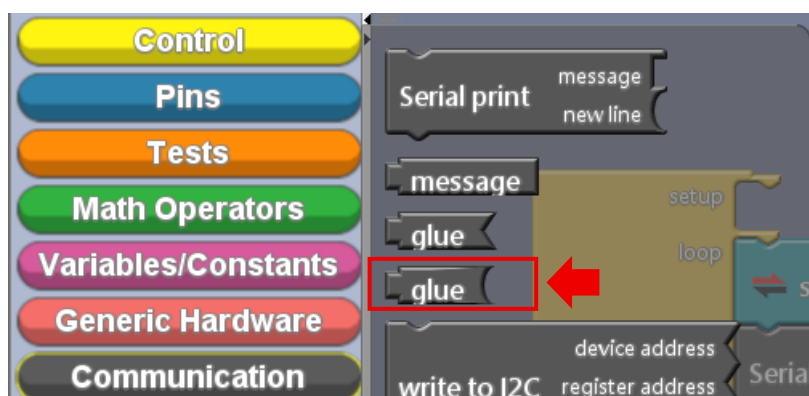 Control
Pins
Tests
Math Operators
Variables/Constants
Generic Hardware
Communication
Serial print
message
new line
message
glue
glue
setup
loop
device address
write to I2C
register address